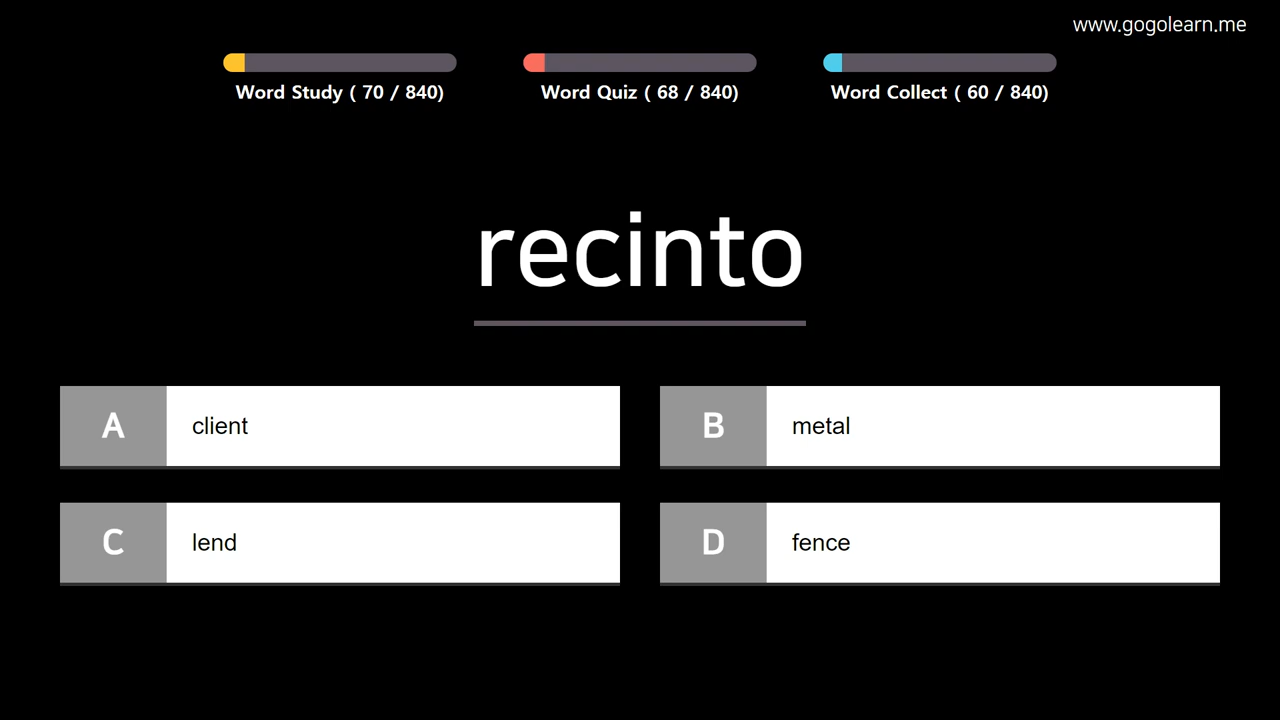 www.gogolearn.me
Word Study ( 70 / 840)
Word Quiz ( 68 / 840)
Word Collect ( 60 / 840)
recinto
A client
B metal
C lend
D fence